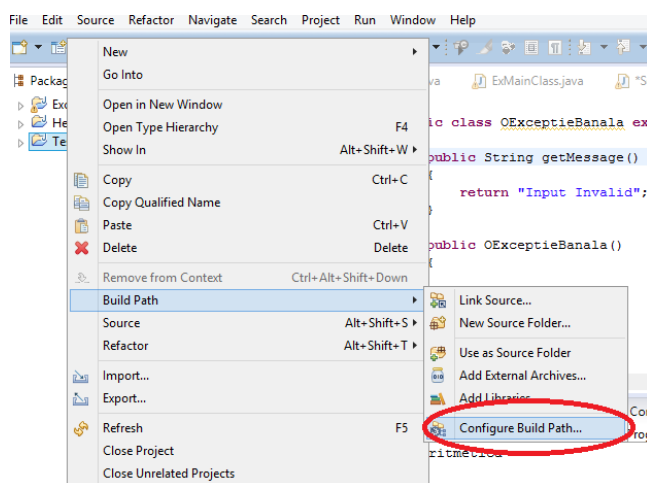 File Edit Source Refactor Navigate Search Project Run Window Help
Packag
ExMainClass.java
Exc
He
Te
New
Go Into
Open in New Window
Open Type Hierarchy F4
Show In Alt+Shift+W
Copy Ctrl+C
Copy Qualified Name
Paste Ctrl+V
Delete Delete
Remove from Context Ctrl+Alt+Shift+Down
Build Path
Source Alt+Shift+S
Refactor Alt+Shift+T
Import...
Export...
Refresh F5
Close Project
Close Unrelated Projects
va
*S
ic class OExceptieBanala ex
public String getMessage()
{
return "Input Invalid";
}
public OExceptieBanala()
{
Link Source...
New Source Folder...
Use as Source Folder
Add External Archives...
Add Libraries...
Configure Build Path...
Con
rog
ritmetica